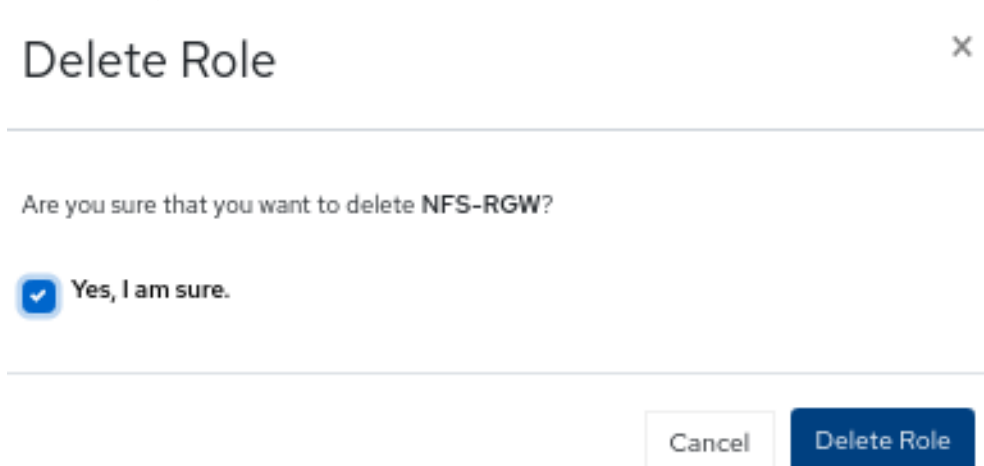 Delete Role
×
Are you sure that you want to delete NFS-RGW?
Yes, I am sure.
Cancel
Delete Role